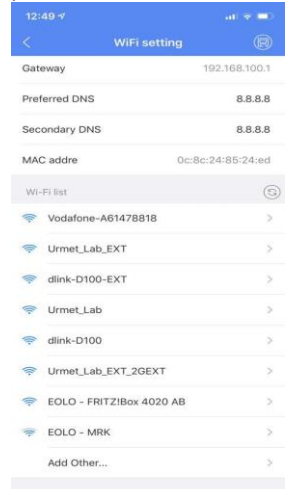 12:49
WiFi setting
Gateway 192.168.100.1
Preferred DNS 8.8.8.8
Secondary DNS 8.8.8.8
MAC addre 0c:8c:24:85:24:ed
Wi-Fi list
Vodafone-A61478818
Urmet_Lab_EXT
dlink-D100-EXT
Urmet_Lab
dlink-D100
Urmet_Lab_EXT_2GEXT
EOLO - FRITZ!Box 4020 AB
EOLO - MRK
Add Other...